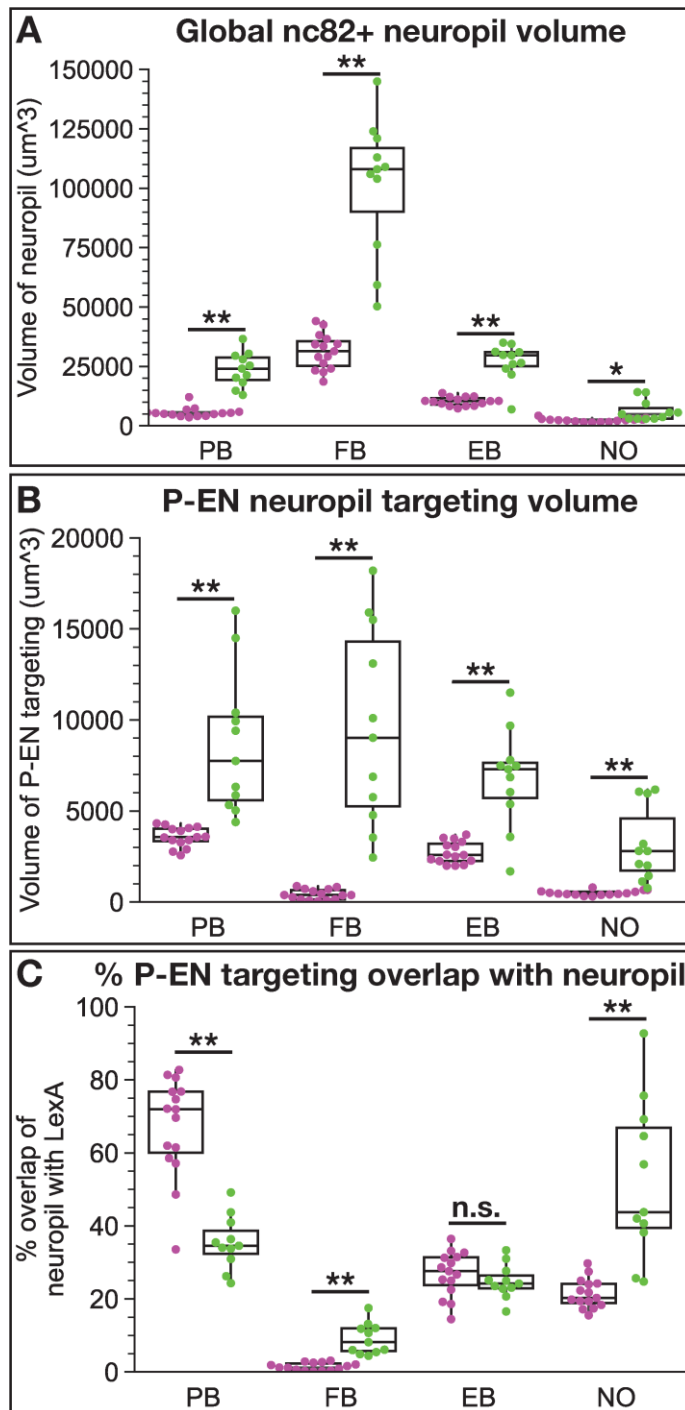 A Global nc82+ neuropil volume
Volume of neuropil (um^3)
150000
125000
100000
75000
50000
25000
0
** ** ** *
PB FB EB NO
B P-EN neuropil targeting volume
Volume of P-EN targeting (um^3)
20000
15000
10000
5000
0
** ** ** **
PB FB EB NO
C % P-EN targeting overlap with neuropil
% overlap of
neuropil with LexA
100
80
60
40
20
0
** ** n.s. **
PB FB EB NO